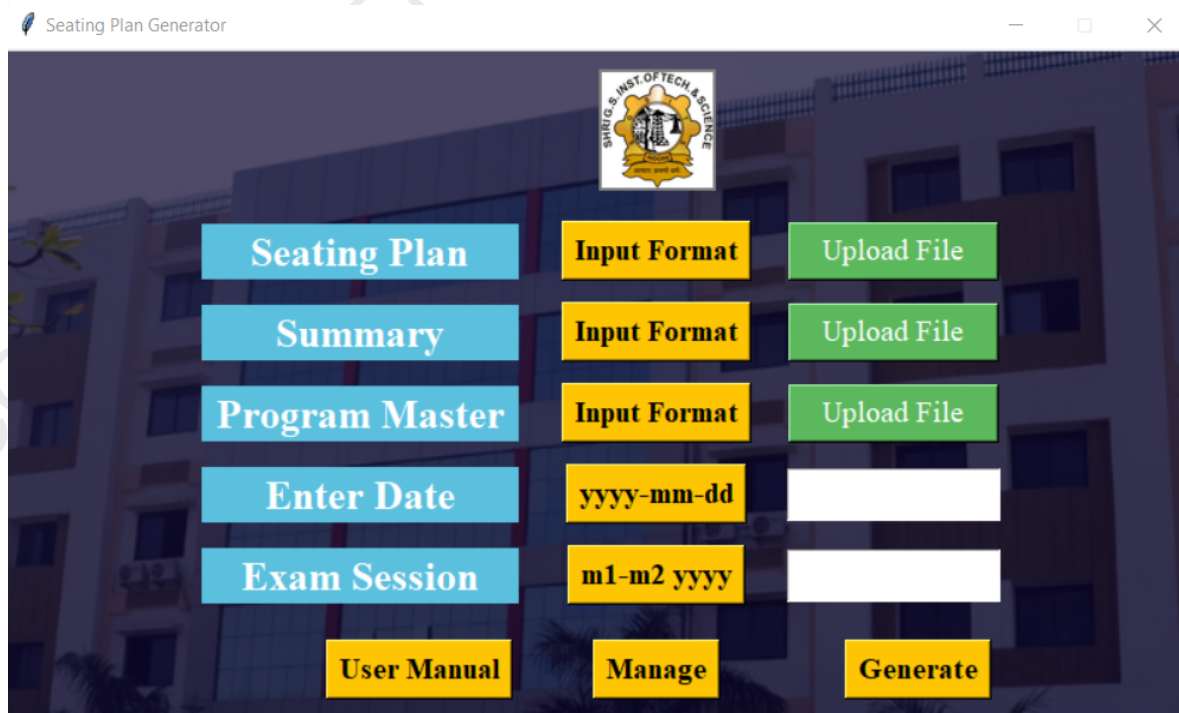 Seating Plan Generator
SHRI G.S. INST. OF TECH. & SCIENCE
INDORE
Seating Plan Input Format Upload File
Summary Input Format Upload File
Program Master Input Format Upload File
Enter Date yyyy-mm-dd
Exam Session m1-m2 yyyy
User Manual Manage Generate